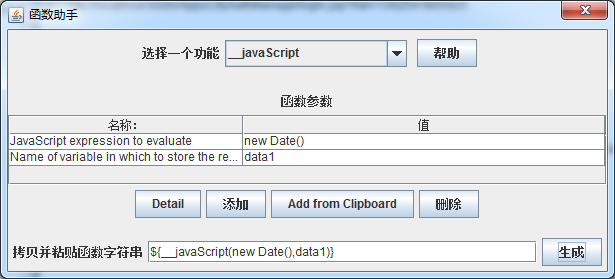 函数助手
选择一个功能 __javaScript 帮助
函数参数
名称: 值
JavaScript expression to evaluate new Date()
Name of variable in which to store the re... data1
Detail 添加 Add from Clipboard 删除
拷贝并粘贴函数字符串 ${__javaScript(new Date(),data1)} 生成